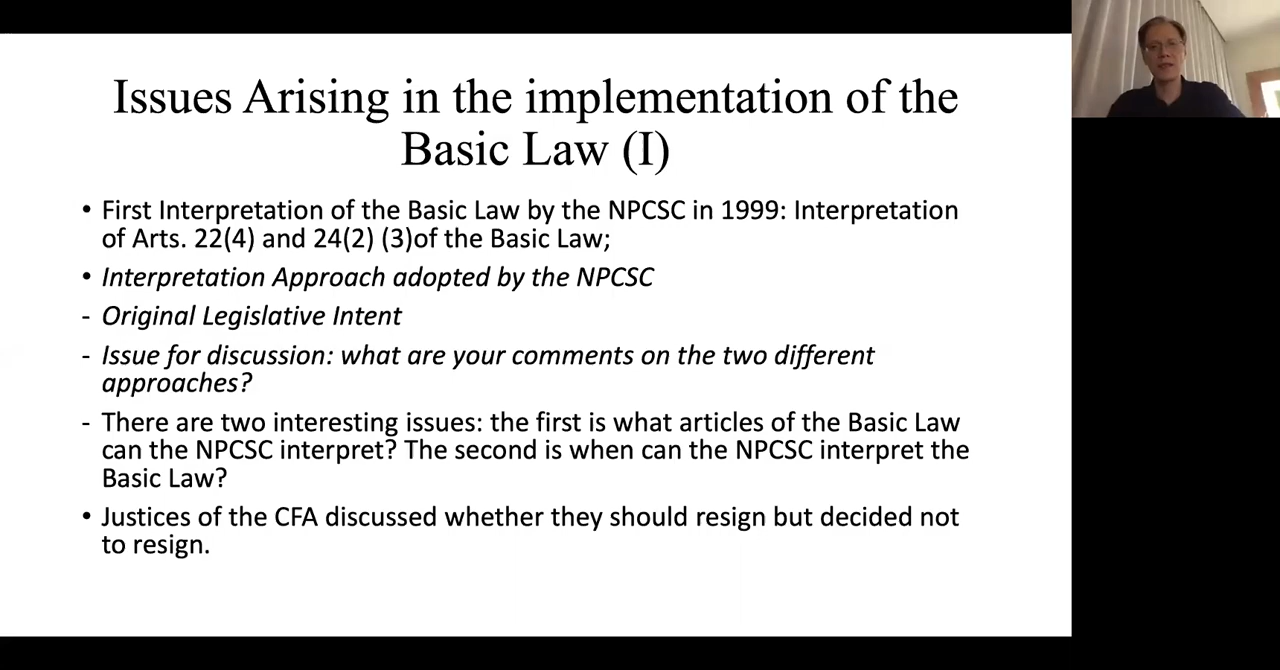 Issues Arising in the implementation of the
Basic Law (I)
• First Interpretation of the Basic Law by the NPCSC in 1999: Interpretation
of Arts. 22(4) and 24(2) (3)of the Basic Law;
• Interpretation Approach adopted by the NPCSC
- Original Legislative Intent
- Issue for discussion: what are your comments on the two different
approaches?
- There are two interesting issues: the first is what articles of the Basic Law
can the NPCSC interpret? The second is when can the NPCSC interpret the
Basic Law?
• Justices of the CFA discussed whether they should resign but decided not
to resign.